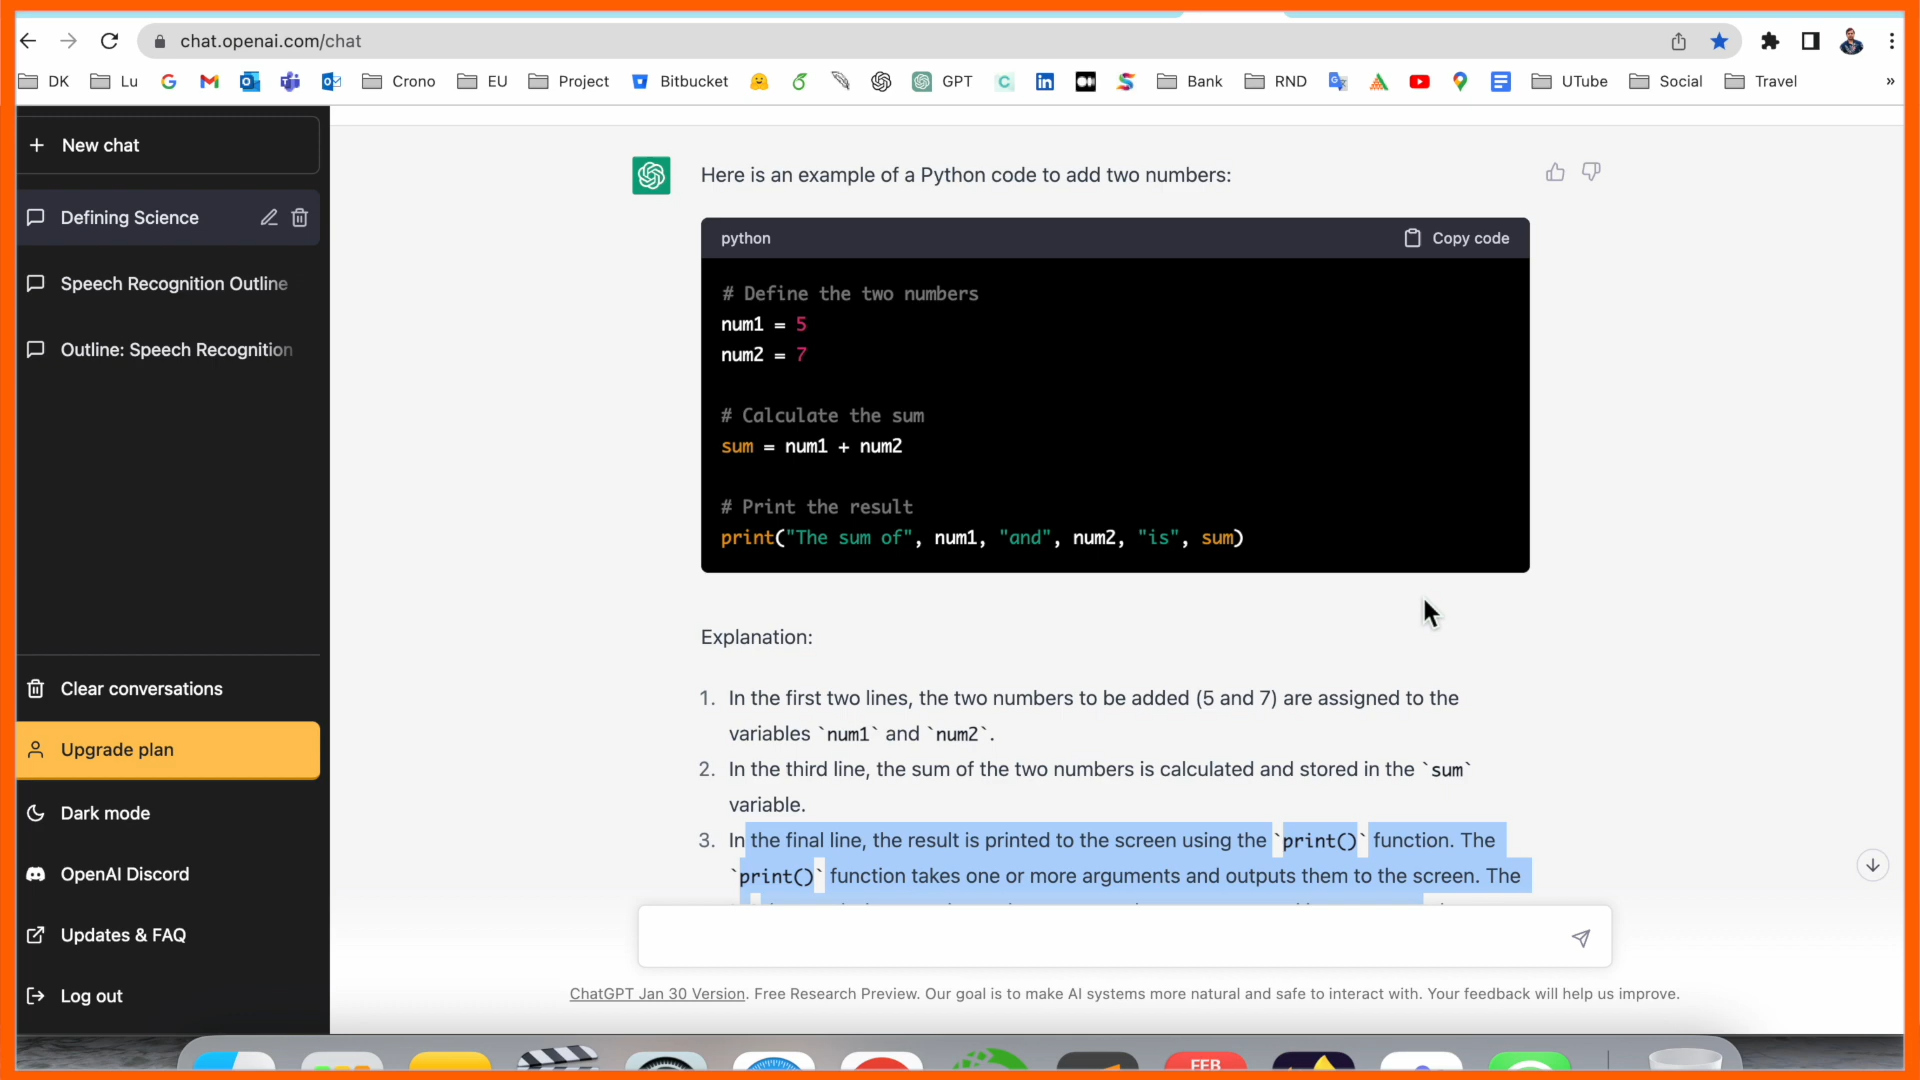 chat.openai.com/chat
DK Lu Crono EU Project Bitbucket GPT Bank RND UTube Social Travel »
+ New chat
Defining Science
Speech Recognition Outline
Outline: Speech Recognition
Clear conversations
Upgrade plan
Dark mode
OpenAI Discord
Updates & FAQ
Log out
Here is an example of a Python code to add two numbers:
python Copy code
# Define the two numbers
num1 = 5
num2 = 7
# Calculate the sum
sum = num1 + num2
# Print the result
print("The sum of", num1, "and", num2, "is", sum)
Explanation:
1. In the first two lines, the two numbers to be added (5 and 7) are assigned to the
variables `num1` and `num2`.
2. In the third line, the sum of the two numbers is calculated and stored in the `sum`
variable.
3. In the final line, the result is printed to the screen using the `print()` function. The
`print()` function takes one or more arguments and outputs them to the screen. The
ChatGPT Jan 30 Version. Free Research Preview. Our goal is to make AI systems more natural and safe to interact with. Your feedback will help us improve.
FEB